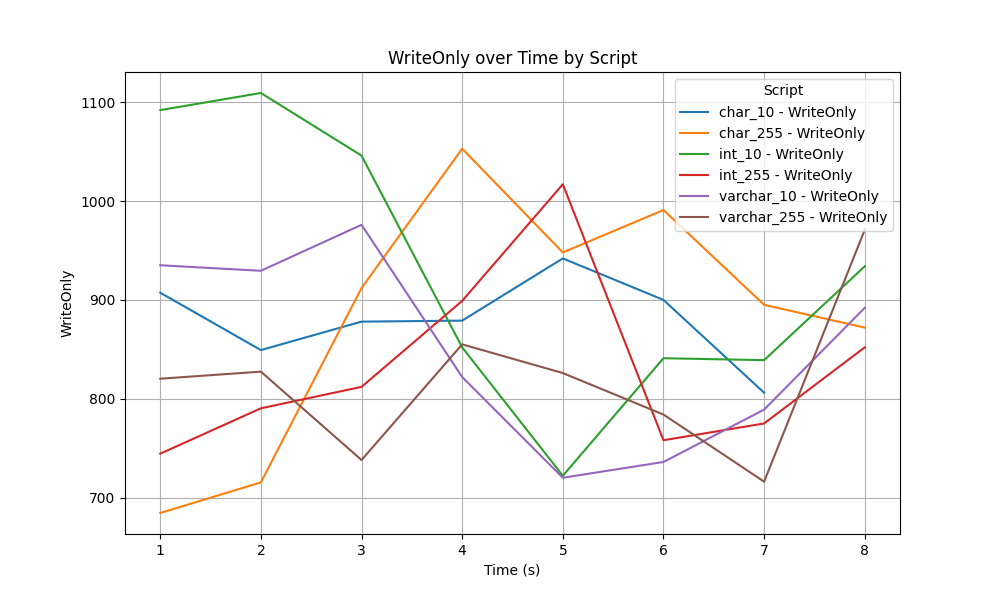 WriteOnly over Time by Script
Script
char_10 - WriteOnly
char_255 - WriteOnly
int_10 - WriteOnly
int_255 - WriteOnly
varchar_10 - WriteOnly
varchar_255 - WriteOnly
WriteOnly
1100
1000
900
800
700
1 2 3 4 5 6 7 8
Time (s)